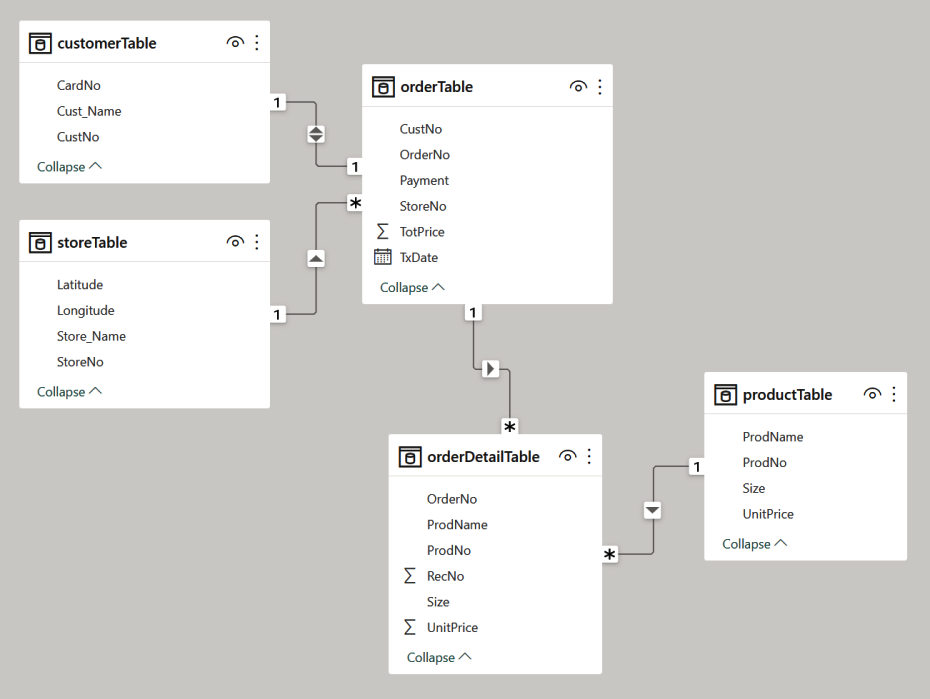 customerTable
CardNo
Cust_Name
CustNo
Collapse
1
1
orderTable
CustNo
OrderNo
Payment
StoreNo
TotPrice
TxDate
Collapse
*
1
storeTable
Latitude
Longitude
Store_Name
StoreNo
Collapse
1
*
orderDetailTable
OrderNo
ProdName
ProdNo
Σ RecNo
Size
Σ UnitPrice
Collapse
*
1
productTable
ProdName
ProdNo
Size
UnitPrice
Collapse